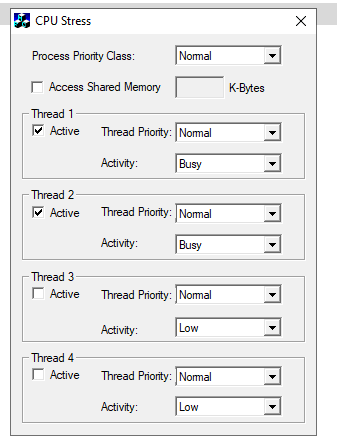 CPU Stress
Process Priority Class: Normal
Access Shared Memory K-Bytes
Thread 1
Active Thread Priority: Normal
Activity: Busy
Thread 2
Active Thread Priority: Normal
Activity: Busy
Thread 3
Active Thread Priority: Normal
Activity: Low
Thread 4
Active Thread Priority: Normal
Activity: Low